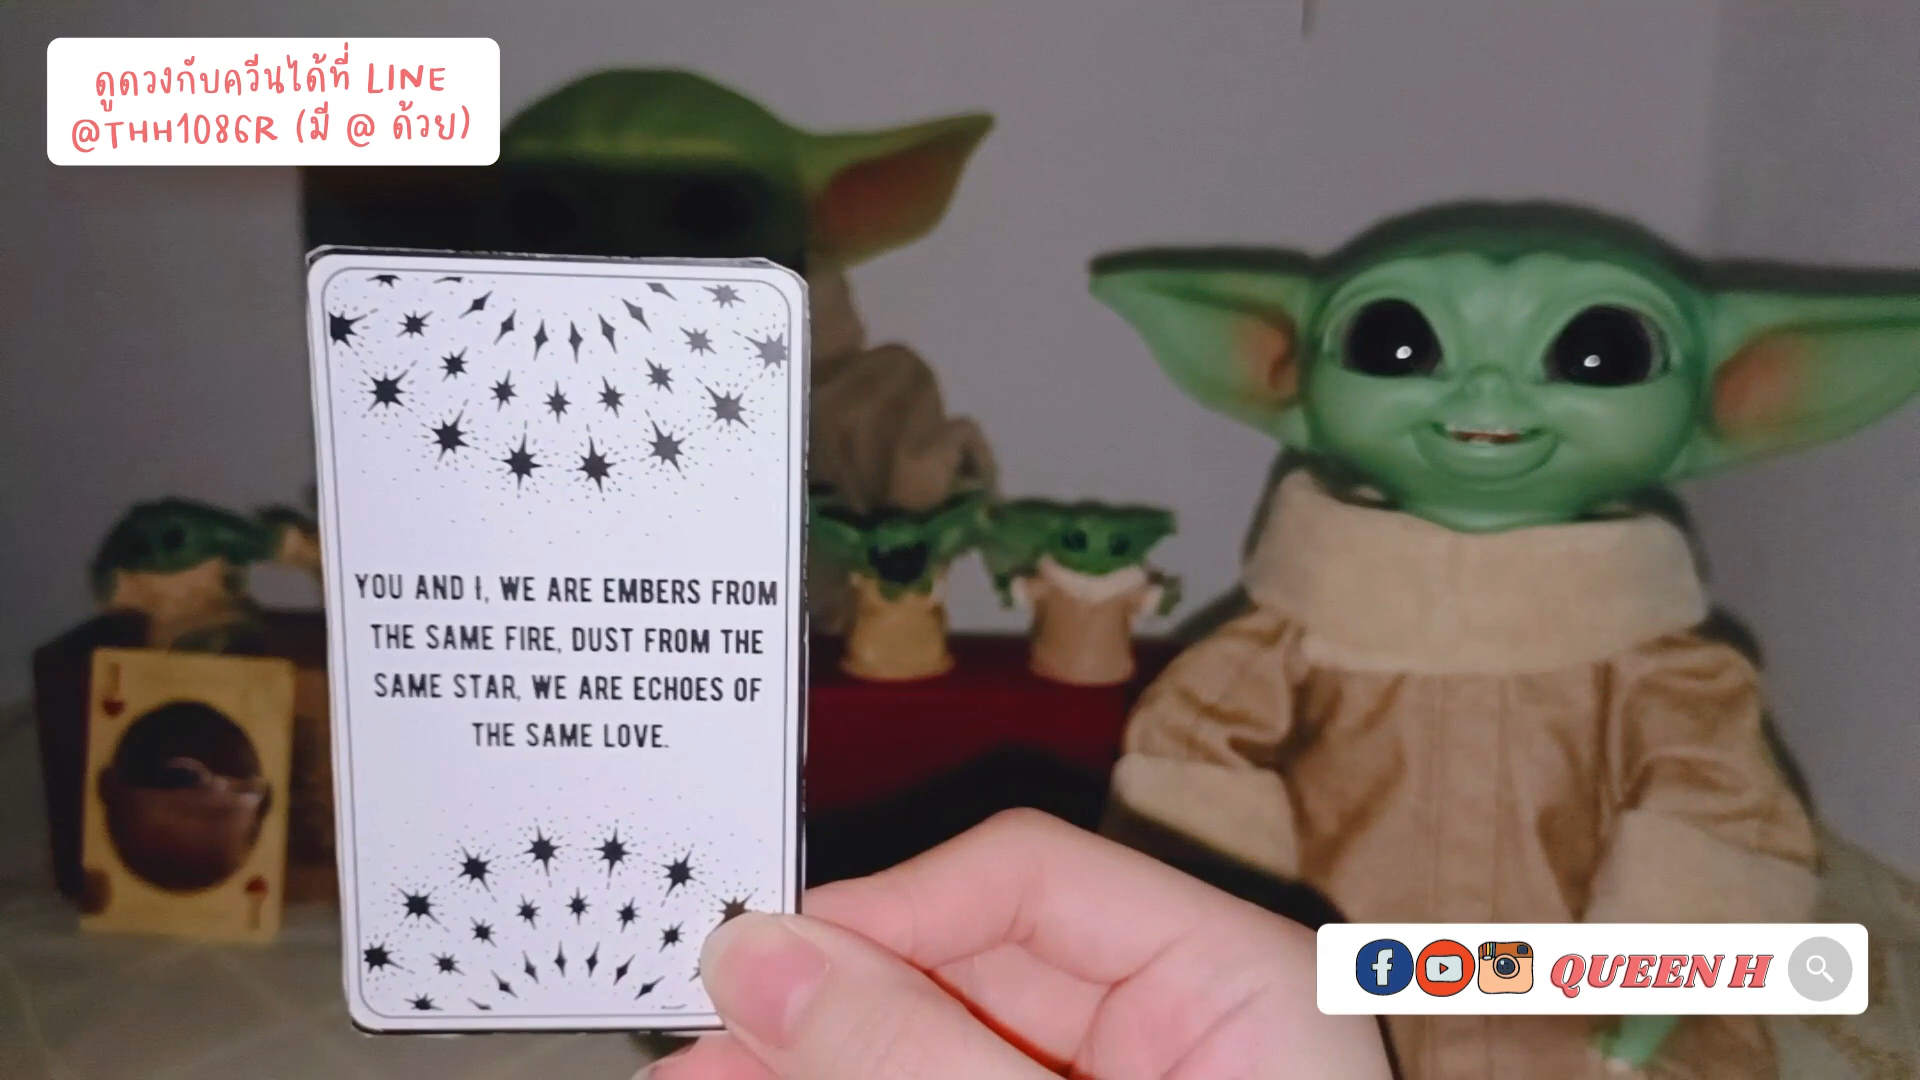 ดูดวงกับควีนได้ที่ LINE
@THH1086R (มี @ ด้วย)
YOU AND I, WE ARE EMBERS FROM
THE SAME FIRE, DUST FROM THE
SAME STAR, WE ARE ECHOES OF
THE SAME LOVE.
QUEEN H